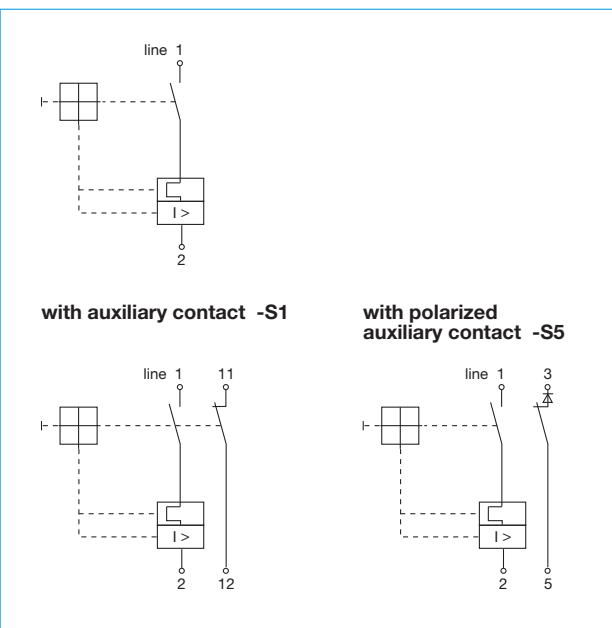 line 1
I >
2
with auxiliary contact -S1
with polarized
auxiliary contact -S5
line 1 11
line 1 3
I >
I >
2 12
2 5